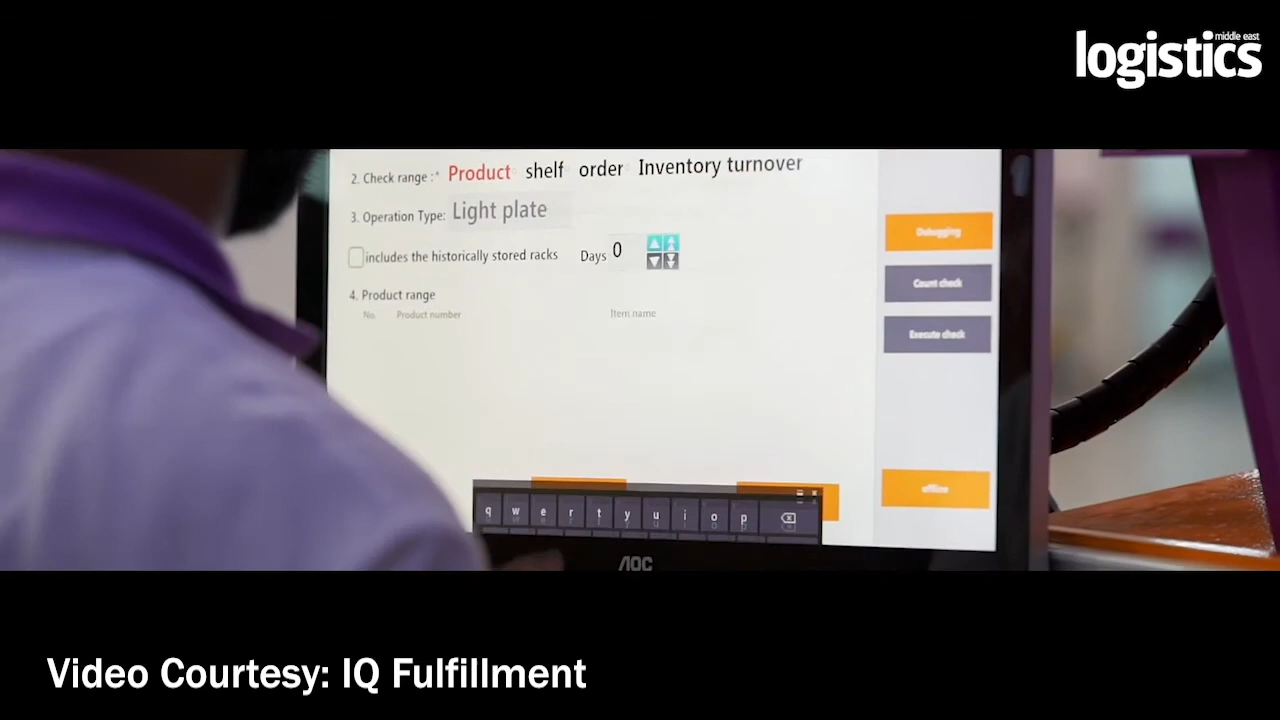 middle east
logistics
2. Check range :* Product shelf order Inventory turnover
3. Operation Type: Light plate
includes the historically stored racks Days 0
4. Product range
No. Product number Item name
Debugging
Count check
Execute check
offline
q w e r t y u i o p
AOC
Video Courtesy: IQ Fulfillment